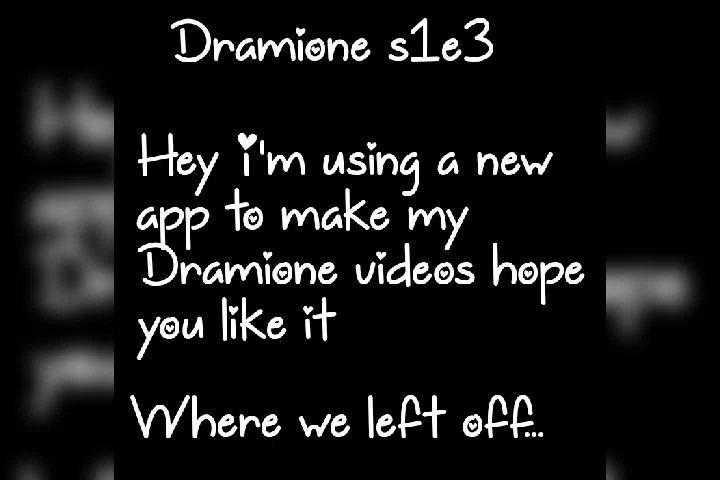 Dramione s1e3
Hey i'm using a new
app to make my
Dramione videos hope
you like it
Where we left off...